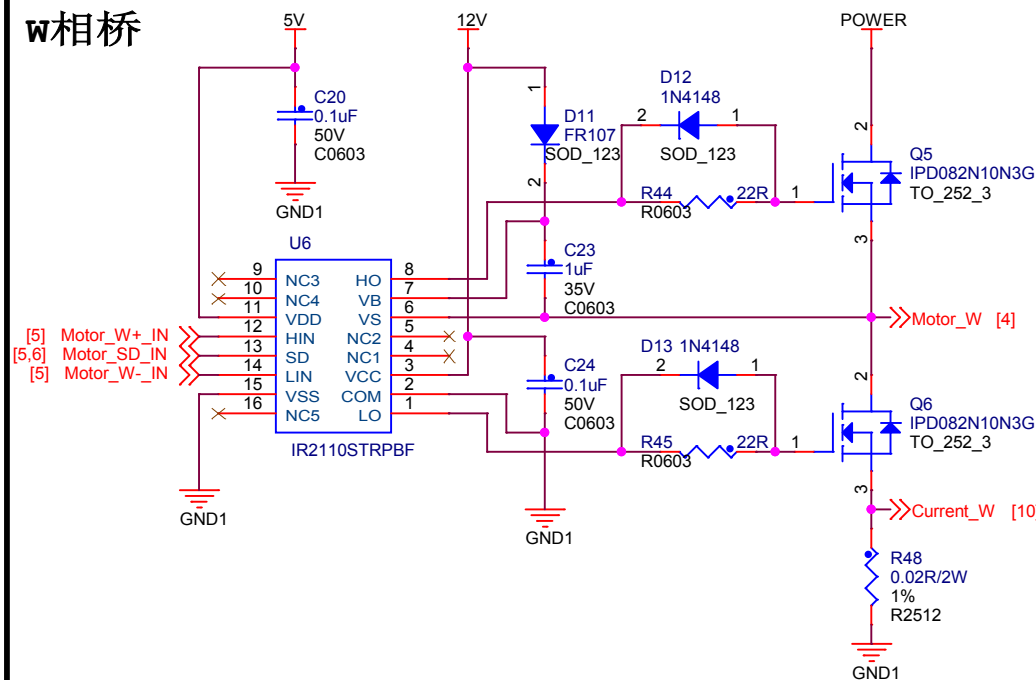 W相桥
5V
12V
POWER
C20
0.1uF
50V
C0603
GND1
1
D11
FR107
SOD_123
2
D12
1N4148
2
1
SOD_123
R44
22R
R0603
1
2
Q5
IPD082N10N3G
TO_252_3
3
U6
9
NC3
HO
8
10
NC4
VB
7
11
VDD
VS
6
12
HIN
NC2
5
13
SD
NC1
4
14
LIN
VCC
3
15
VSS
COM
2
16
NC5
LO
1
IR2110STRPBF
[5]
Motor_W+_IN
[5,6]
Motor_SD_IN
[5]
Motor_W-_IN
GND1
C23
1uF
35V
C0603
C24
0.1uF
50V
C0603
GND1
Motor_W [4]
D13 1N4148
2
1
SOD_123
R45
22R
R0603
1
2
Q6
IPD082N10N3G
TO_252_3
3
Current_W [10
R48
0.02R/2W
1%
R2512
GND1